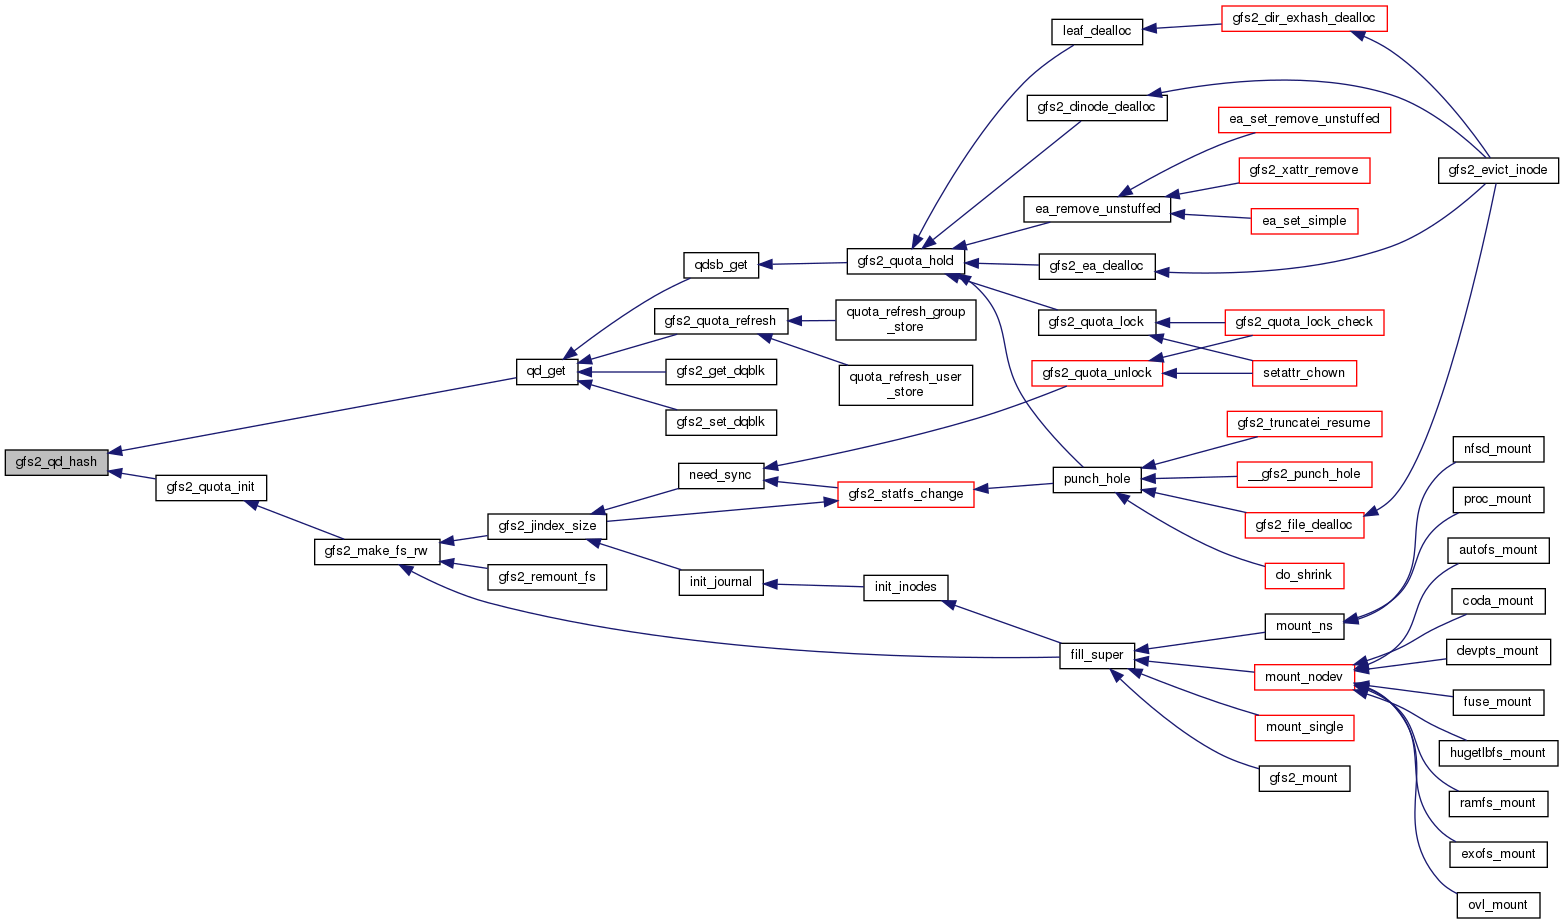 gfs2_qd_hash
qd_get
gfs2_quota_init
qdsb_get
gfs2_quota_refresh
gfs2_get_dqblk
gfs2_set_dqblk
gfs2_make_fs_rw
gfs2_jindex_size
gfs2_remount_fs
need_sync
init_journal
gfs2_quota_hold
quota_refresh_group
_store
quota_refresh_user
_store
gfs2_statfs_change
init_inodes
leaf_dealloc
gfs2_dinode_dealloc
ea_remove_unstuffed
gfs2_ea_dealloc
gfs2_quota_lock
gfs2_quota_unlock
punch_hole
fill_super
gfs2_dir_exhash_dealloc
ea_set_remove_unstuffed
gfs2_xattr_remove
ea_set_simple
gfs2_quota_lock_check
setattr_chown
gfs2_truncatei_resume
__gfs2_punch_hole
gfs2_file_dealloc
do_shrink
mount_ns
mount_nodev
mount_single
gfs2_mount
gfs2_evict_inode
nfsd_mount
proc_mount
autofs_mount
coda_mount
devpts_mount
fuse_mount
hugetlbfs_mount
ramfs_mount
exofs_mount
ovl_mount